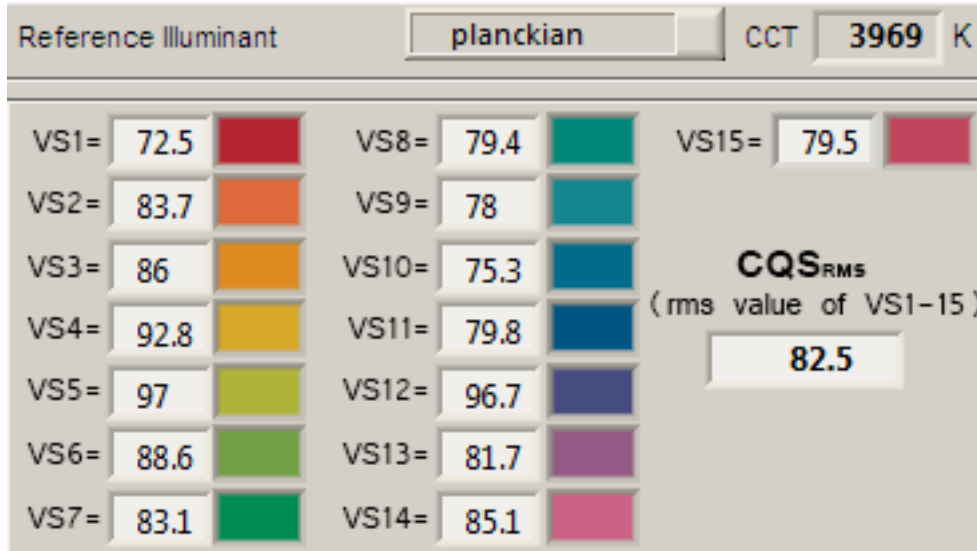 Reference Illuminant planckian CCT 3969 K
VS1= 72.5 VS8= 79.4 VS15= 79.5
VS2= 83.7 VS9= 78
VS3= 86 VS10= 75.3 CQSRMS
VS4= 92.8 VS11= 79.8 (rms value of VS1-15)
VS5= 97 VS12= 96.7 82.5
VS6= 88.6 VS13= 81.7
VS7= 83.1 VS14= 85.1